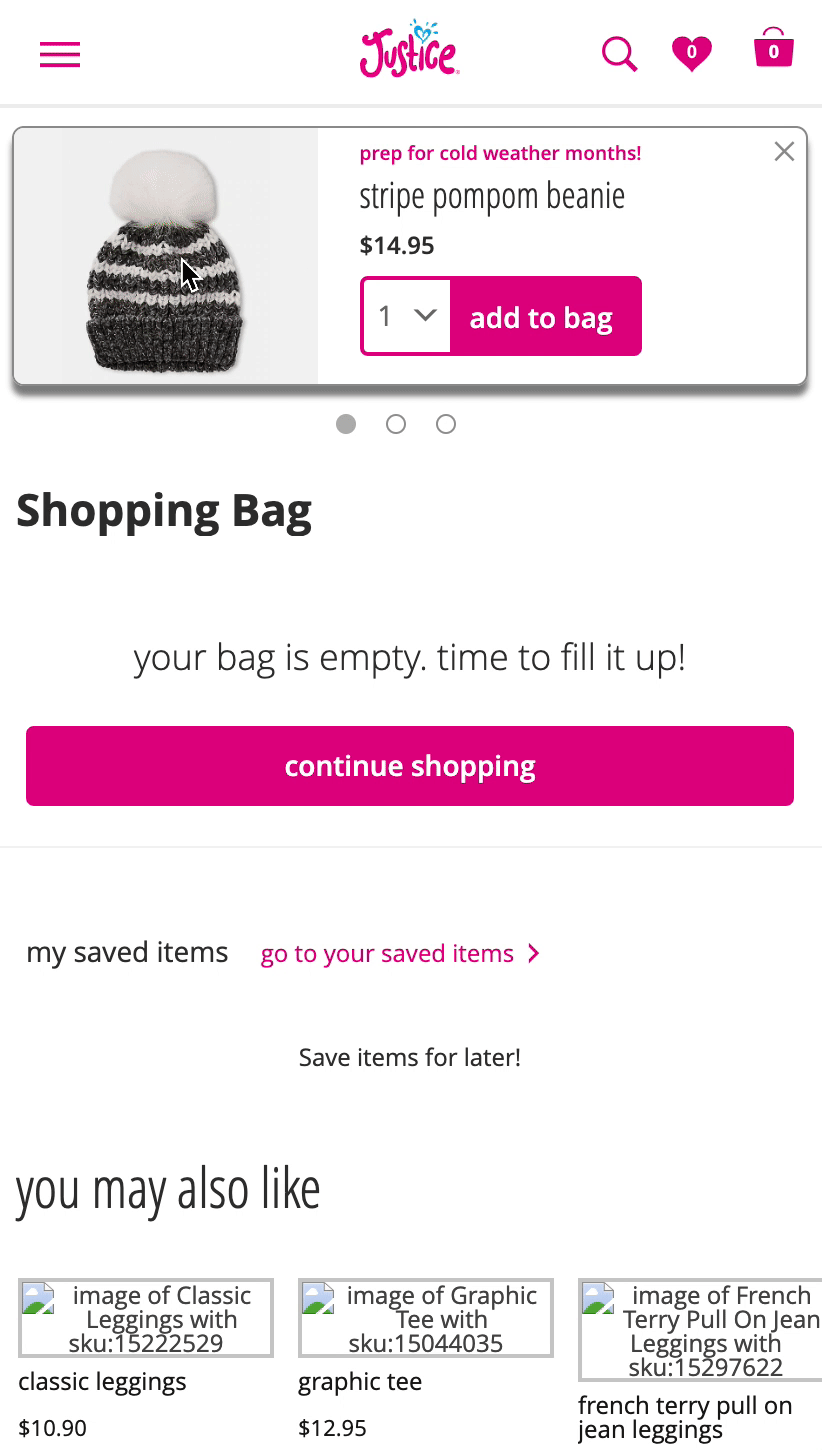 Justice
0
0
prep for cold weather months!
stripe pompom beanie
$14.95
1
add to bag
Shopping Bag
your bag is empty. time to fill it up!
continue shopping
my saved items
go to your saved items
Save items for later!
you may also like
image of Classic
Leggings with
sku:15222529
classic leggings
$10.90
image of Graphic
Tee with
sku:15044035
graphic tee
$12.95
image of French
Terry Pull On Jean
Leggings with
sku:15297622
french terry pull on
jean leggings